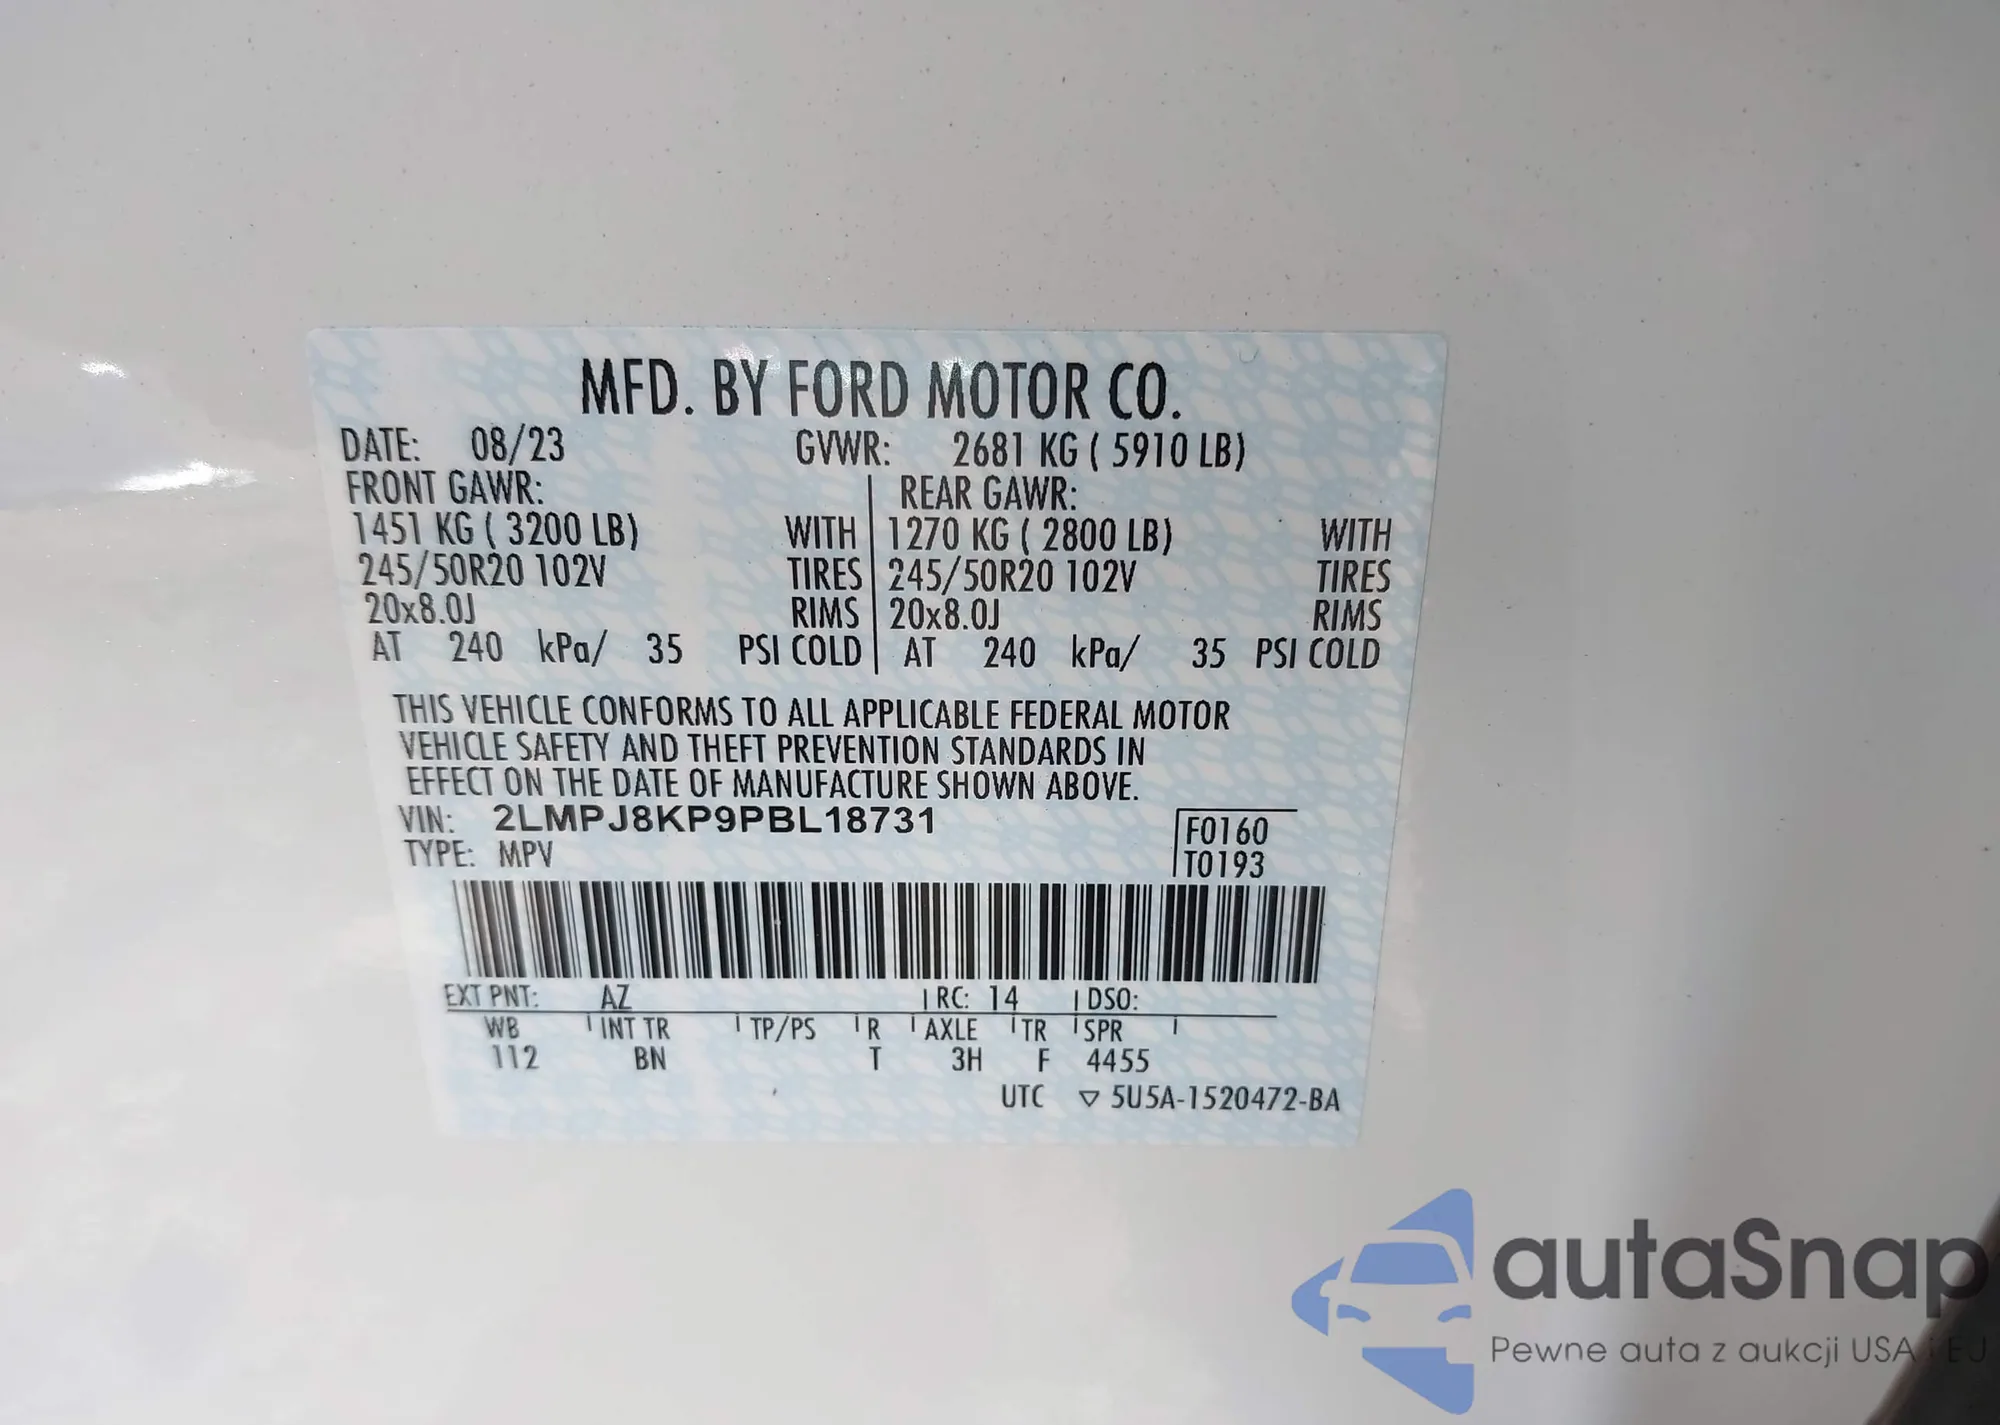 MFD. BY FORD MOTOR CO.
DATE: 08/23 GVWR: 2681 KG ( 5910 LB)
FRONT GAWR: REAR GAWR:
1451 KG ( 3200 LB) WITH 1270 KG ( 2800 LB) WITH
245/50R20 102V TIRES 245/50R20 102V TIRES
20x8.0J RIMS 20x8.0J RIMS
AT 240 kPa/ 35 PSI COLD AT 240 kPa/ 35 PSI COLD
THIS VEHICLE CONFORMS TO ALL APPLICABLE FEDERAL MOTOR
VEHICLE SAFETY AND THEFT PREVENTION STANDARDS IN
EFFECT ON THE DATE OF MANUFACTURE SHOWN ABOVE.
VIN: 2LMPJ8KP9PBL18731 F0160
TYPE: MPV T0193
EXT PNT: AZ RC: 14 DSO:
WB INT TR TP/PS R AXLE TR SPR
112 BN T 3H F 4455
UTC ▽ 5U5A-1520472-BA
autaSnap
Pewne auta z aukcji USA i EU